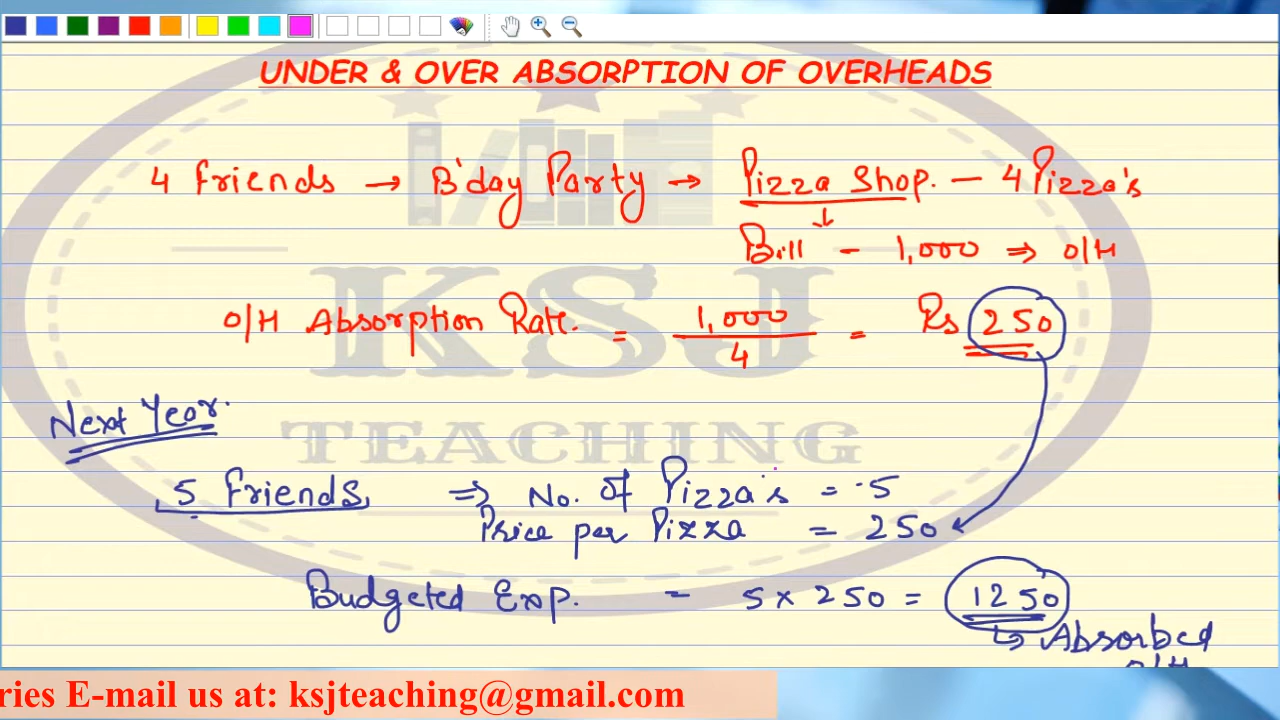 UNDER & OVER ABSORPTION OF OVERHEADS
4 Friends → B'day Party → Pizza Shop. - 4 Pizza's
↓
Bill - 1,000 ⇒ O/H
O/H Absorption Rate. = 1,000 / 4 = Rs 250
Next Year.
5 Friends ⇒ No. of Pizza's = 5
Price per Pizza = 250
Budgeted Exp. = 5 x 250 = 1250
↳ Absorbed
O/H
KSJ
TEACHING
ries E-mail us at: ksjteaching@gmail.com